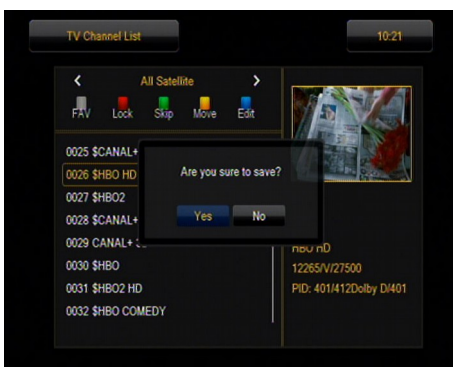 TV Channel List
10:21
All Satellite
FAV Lock Skip Move Edit
0025 $CANAL+
0026 $HBO HD
0027 $HBO2
0028 $CANAL+
0029 CANAL+
0030 $HBO
0031 $HBO2 HD
0032 $HBO COMEDY
Are you sure to save?
Yes No
HBO HD
12265/V/27500
PID: 401/412Dolby D/401